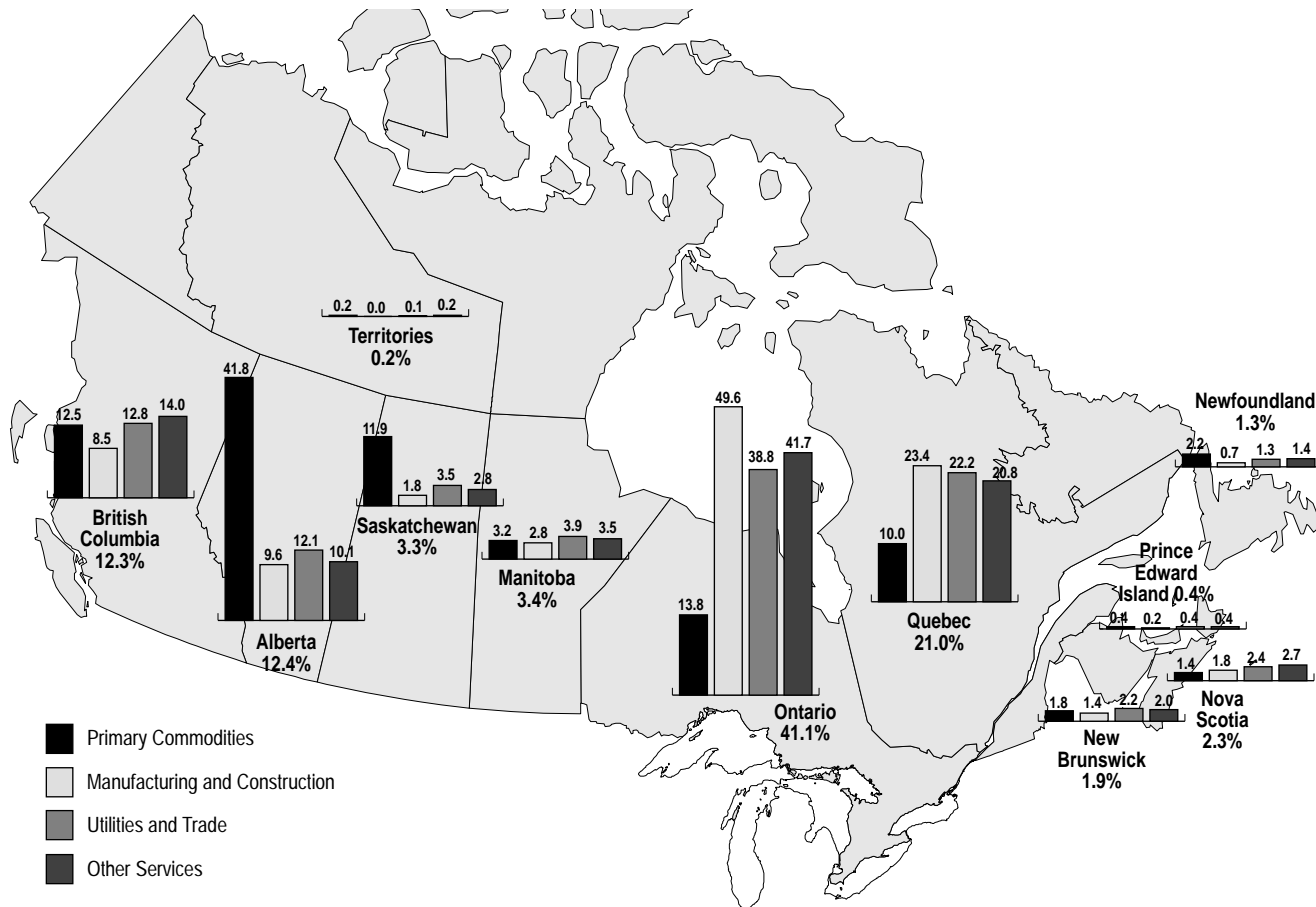 0.2 0.0 0.1 0.2
Territories
0.2%
12.5 8.5 12.8 14.0
British
Columbia
12.3%
41.8 9.6 12.1 10.1
Alberta
12.4%
11.9 1.8 3.5 2.8
Saskatchewan
3.3%
3.2 2.8 3.9 3.5
Manitoba
3.4%
13.8 49.6 38.8 41.7
Ontario
41.1%
10.0 23.4 22.2 20.8
Quebec
21.0%
Newfoundland
1.3%
2.2 0.7 1.3 1.4
Prince
Edward
Island 0.4%
0.4 0.2 0.4 0.4
1.4 1.8 2.4 2.7
Nova
Scotia
2.3%
1.8 1.4 2.2 2.0
New
Brunswick
1.9%
Primary Commodities
Manufacturing and Construction
Utilities and Trade
Other Services